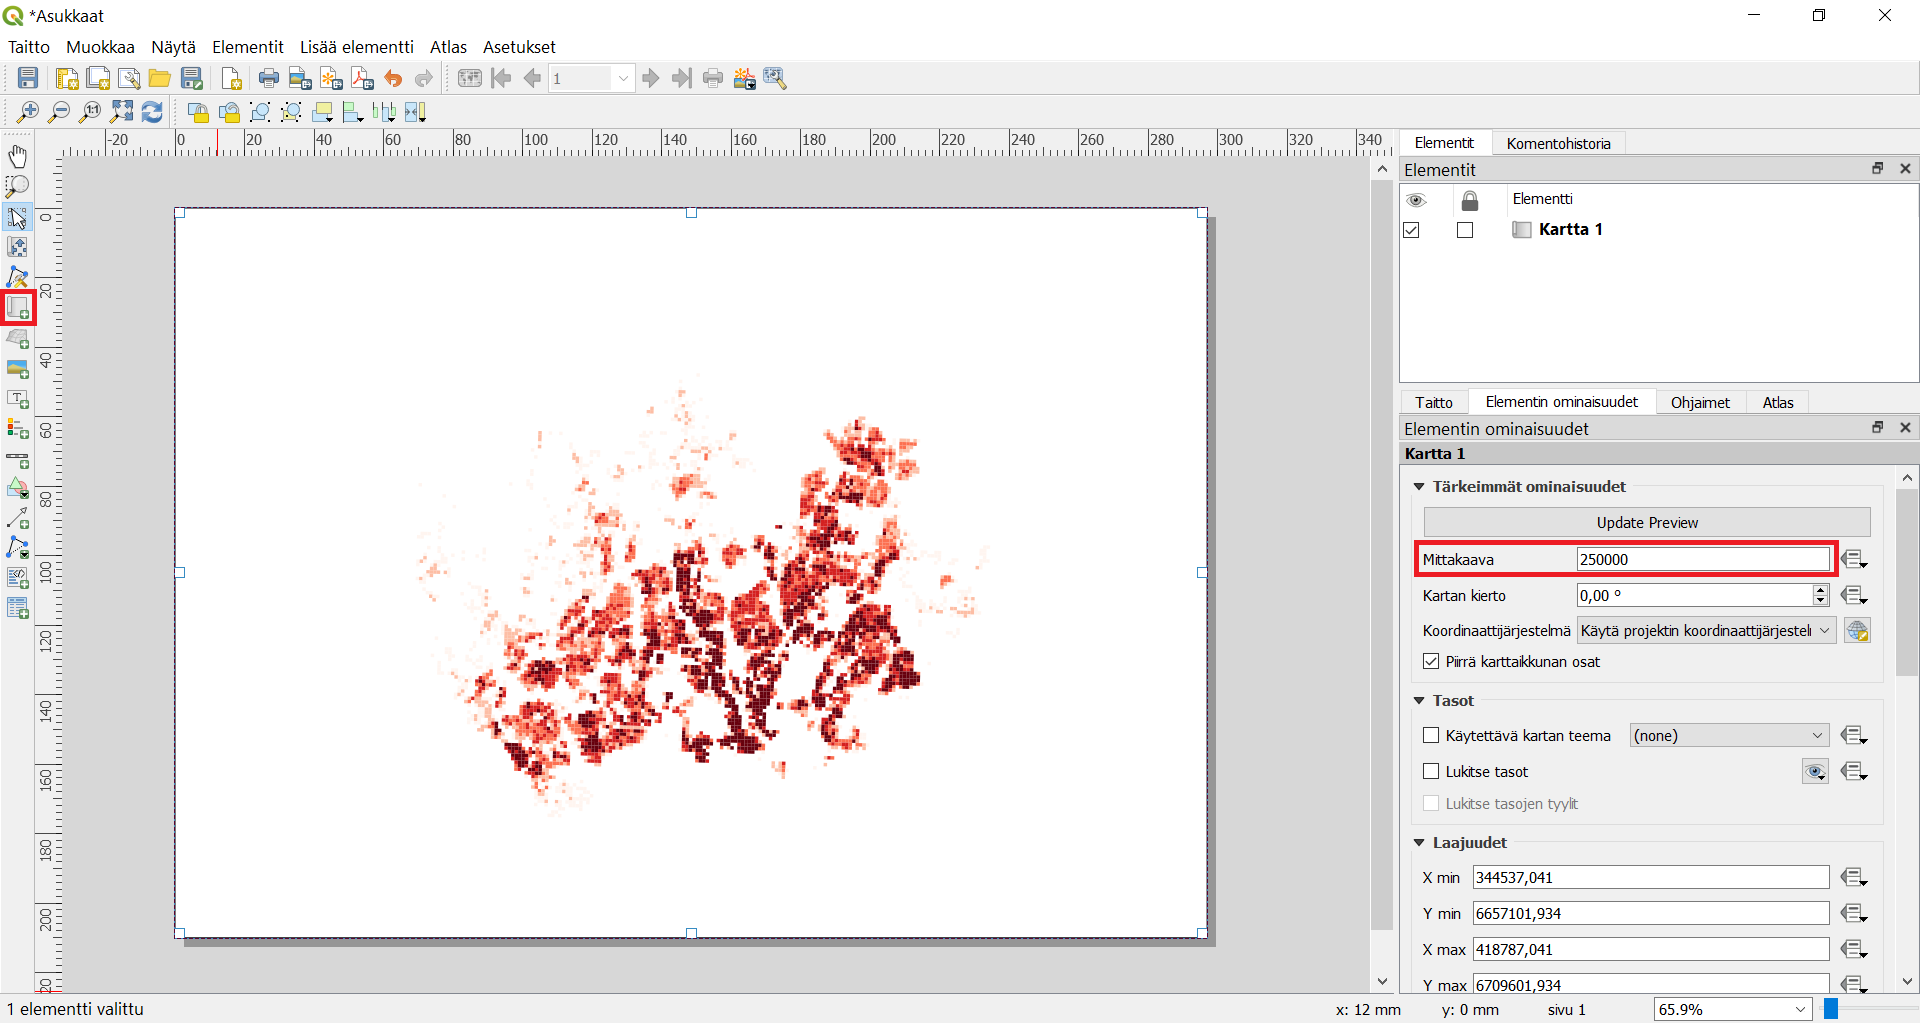 *Asukkaat
Taitto Muokkaa Näytä Elementit Lisää elementti Atlas Asetukset
1
1:1
-20 0 20 40 60 80 100 120 140 160 180 200 220 240 260 280 300 320 340
0
20
40
60
80
100
120
140
160
180
200
20
Elementit Komentohistoria
Elementit
Elementti
Kartta 1
Taitto Elementin ominaisuudet Ohjaimet Atlas
Elementin ominaisuudet
Kartta 1
Tärkeimmät ominaisuudet
Update Preview
Mittakaava 250000
Kartan kierto 0,00 °
Koordinaattijärjestelmä Käytä projektin koordinaattijärjestel
Piirrä karttaikkunan osat
Tasot
Käytettävä kartan teema (none)
Lukitse tasot
Lukitse tasojen tyylit
Laajuudet
X min 344537,041
Y min 6657101,934
X max 418787,041
Y max 6709601,934
1 elementti valittu x: 12 mm y: 0 mm sivu 1 65.9%